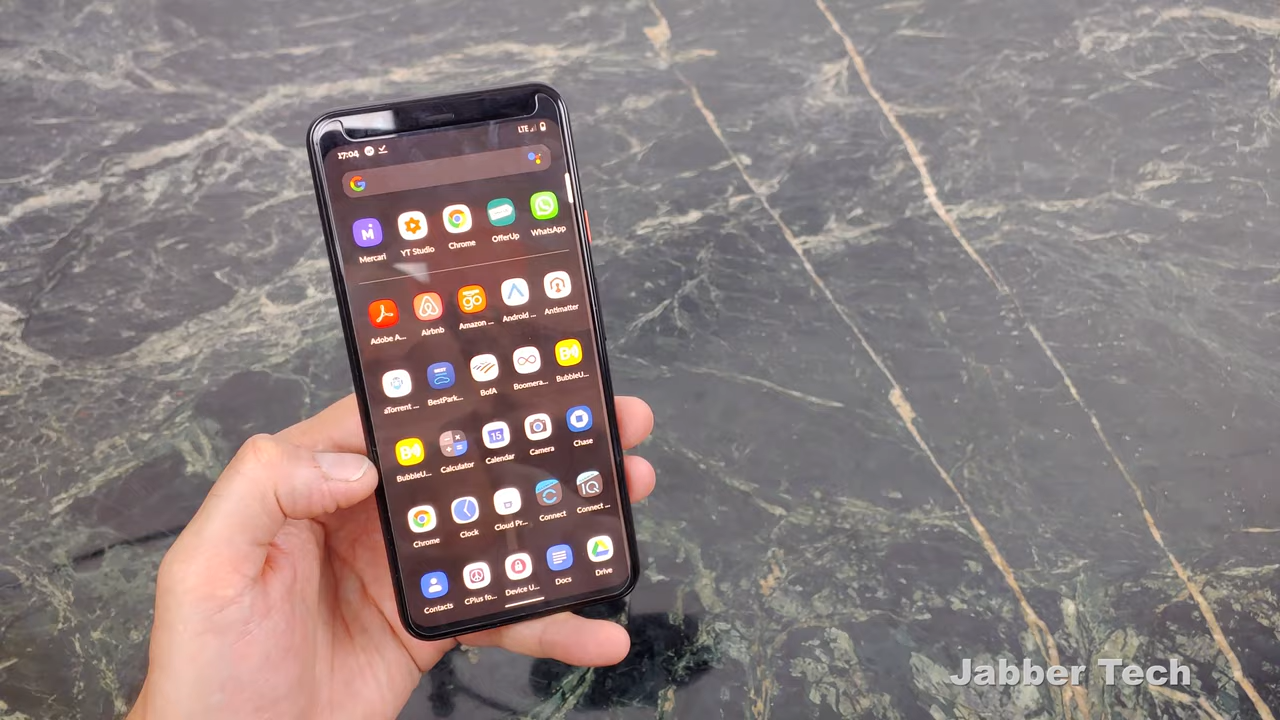 17:04 LTE
Mercari YT Studio Chrome OfferUp WhatsApp
Adobe A... Airbnb Amazon ... Android ... Antimatter
aTorrent ... BestPark... BofA Boomera... BubbleU...
BubbleU... Calculator Calendar Camera Chase
Chrome Clock Cloud Pr... Connect Connect ...
Contacts CPlus fo... Device U... Docs Drive
Jabber Tech